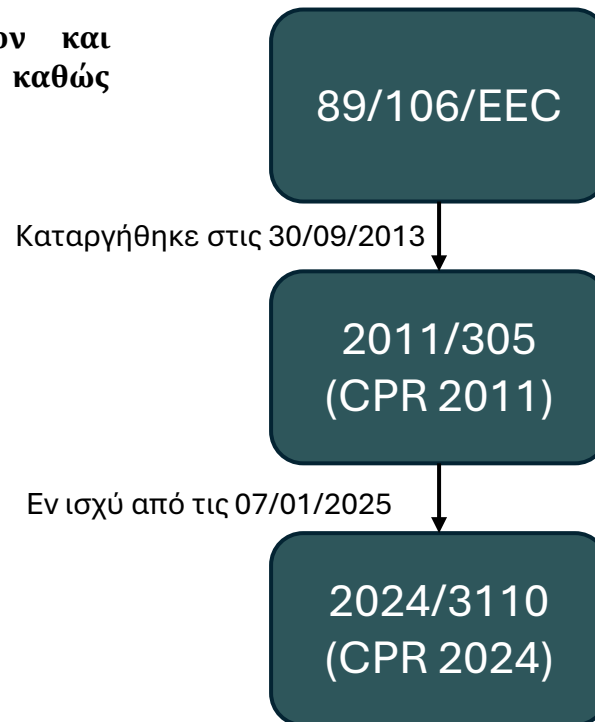 ον και
καθώς
89/106/EEC
Καταργήθηκε στις 30/09/2013
2011/305
(CPR 2011)
Εν ισχύ από τις 07/01/2025
2024/3110
(CPR 2024)